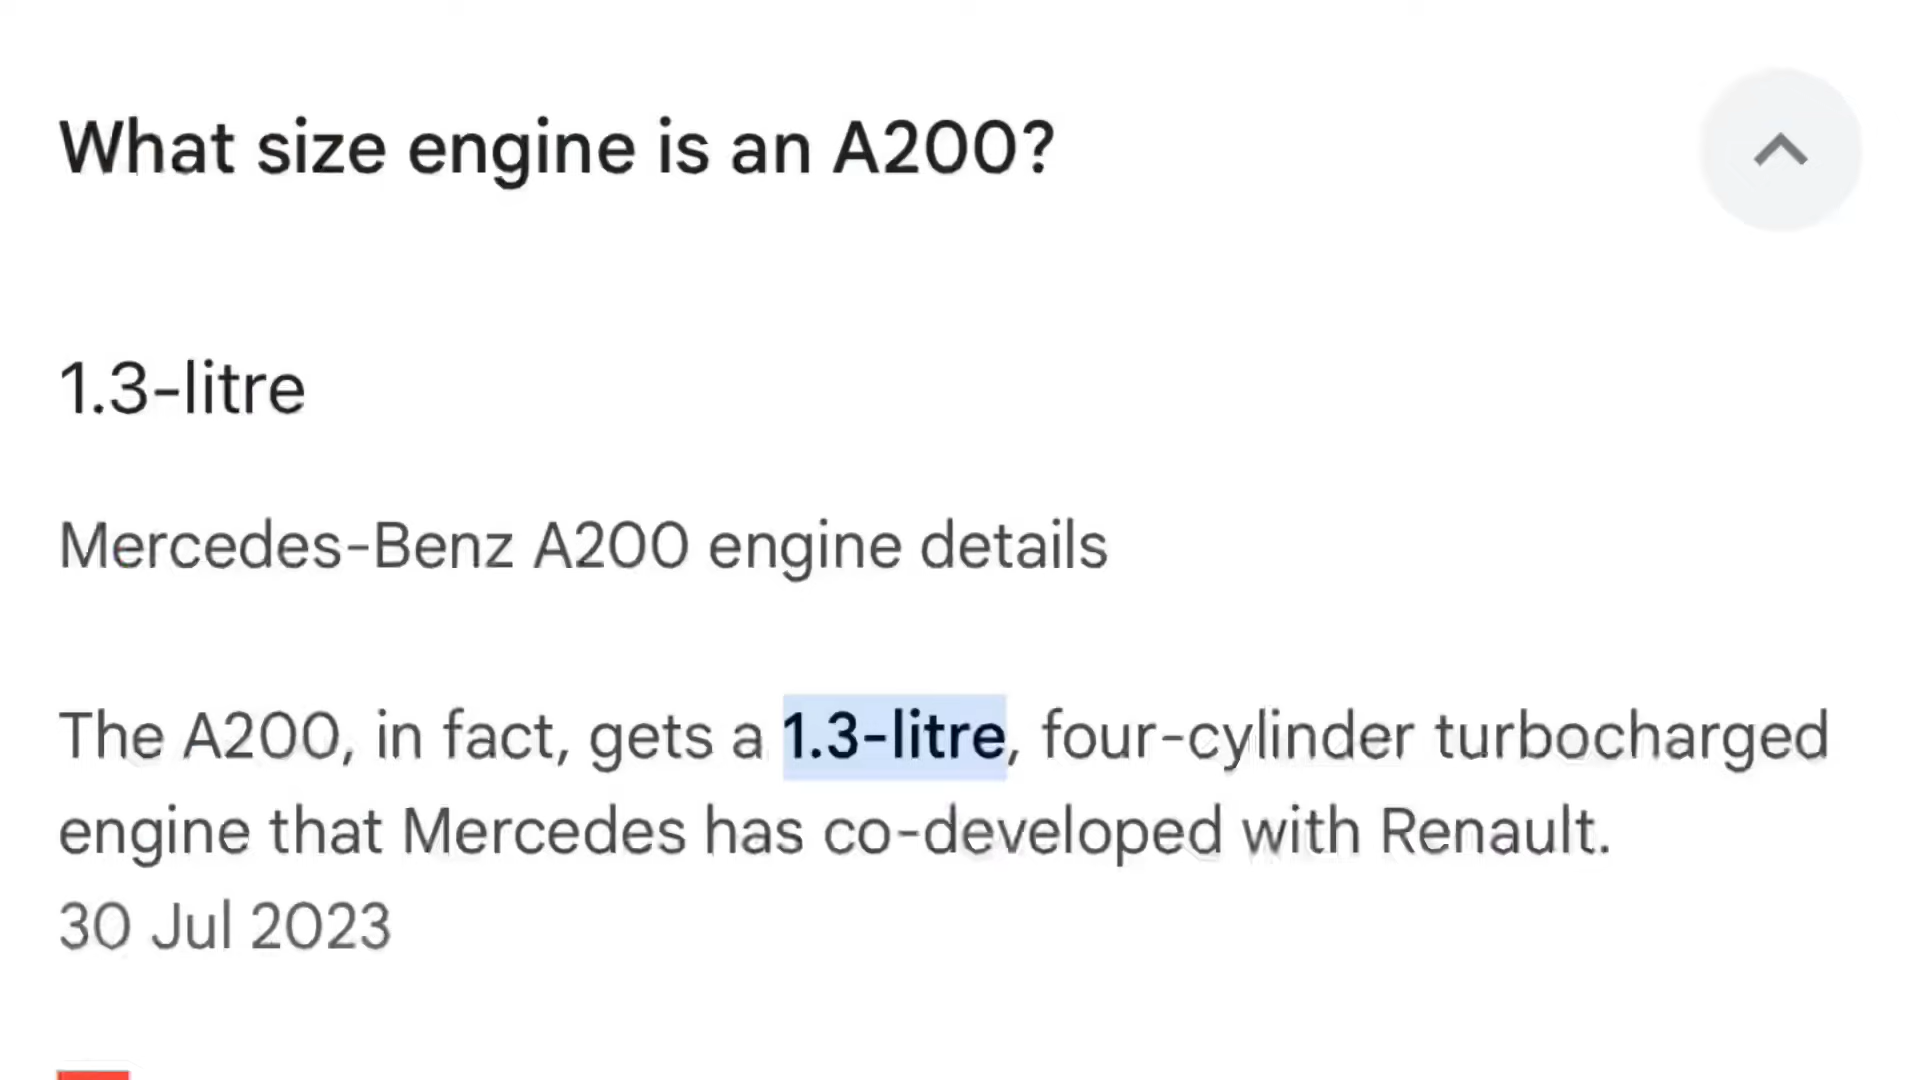 What size engine is an A200?
1.3-litre
Mercedes-Benz A200 engine details
The A200, in fact, gets a 1.3-litre, four-cylinder turbocharged
engine that Mercedes has co-developed with Renault.
30 Jul 2023